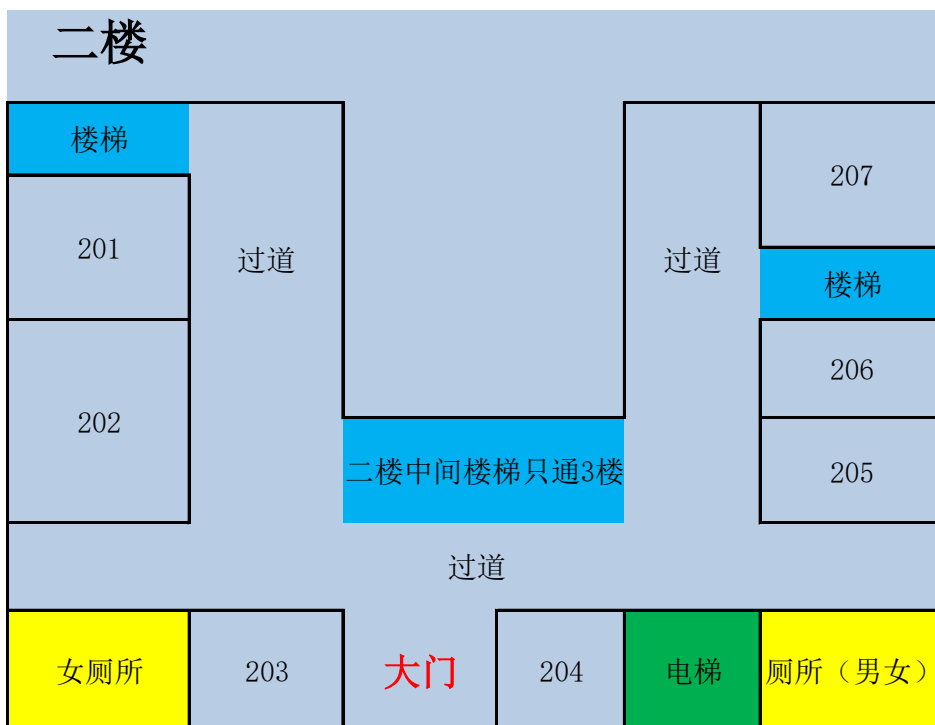 二楼
楼梯
207
201
过道
过道
楼梯
206
202
二楼中间楼梯只通3楼
205
过道
女厕所
203
大门
204
电梯
厕所（男女）